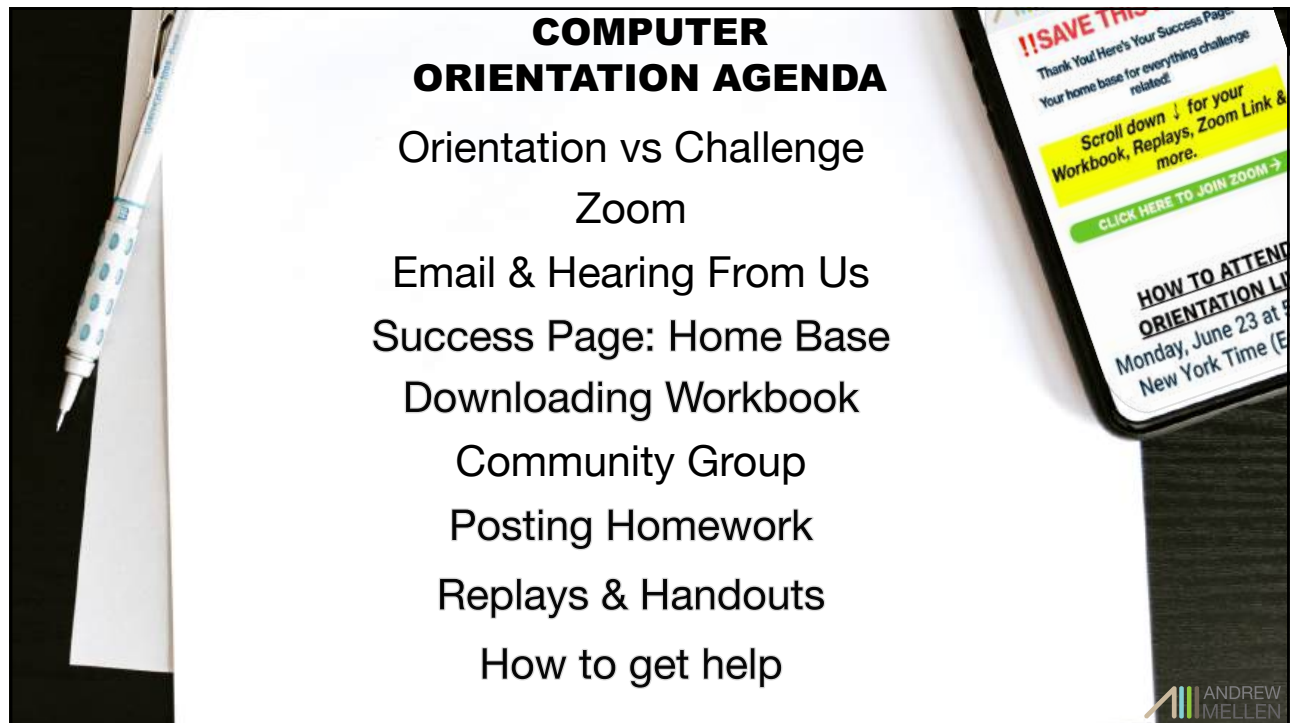 COMPUTER
ORIENTATION AGENDA
Orientation vs Challenge
Zoom
Email & Hearing From Us
Success Page: Home Base
Downloading Workbook
Community Group
Posting Homework
Replays & Handouts
How to get help
!!SAVE
Thank You! Here's Your Success Page.
Your home base for everything challenge
related!
Scroll down ↓ for your
Workbook, Replays, Zoom Link &
more.
CLICK HERE TO JOIN ZOOM →
HOW TO ATTEND
ORIENTATION
Monday, June 23 at
New York Time
ANDREW
MELLEN